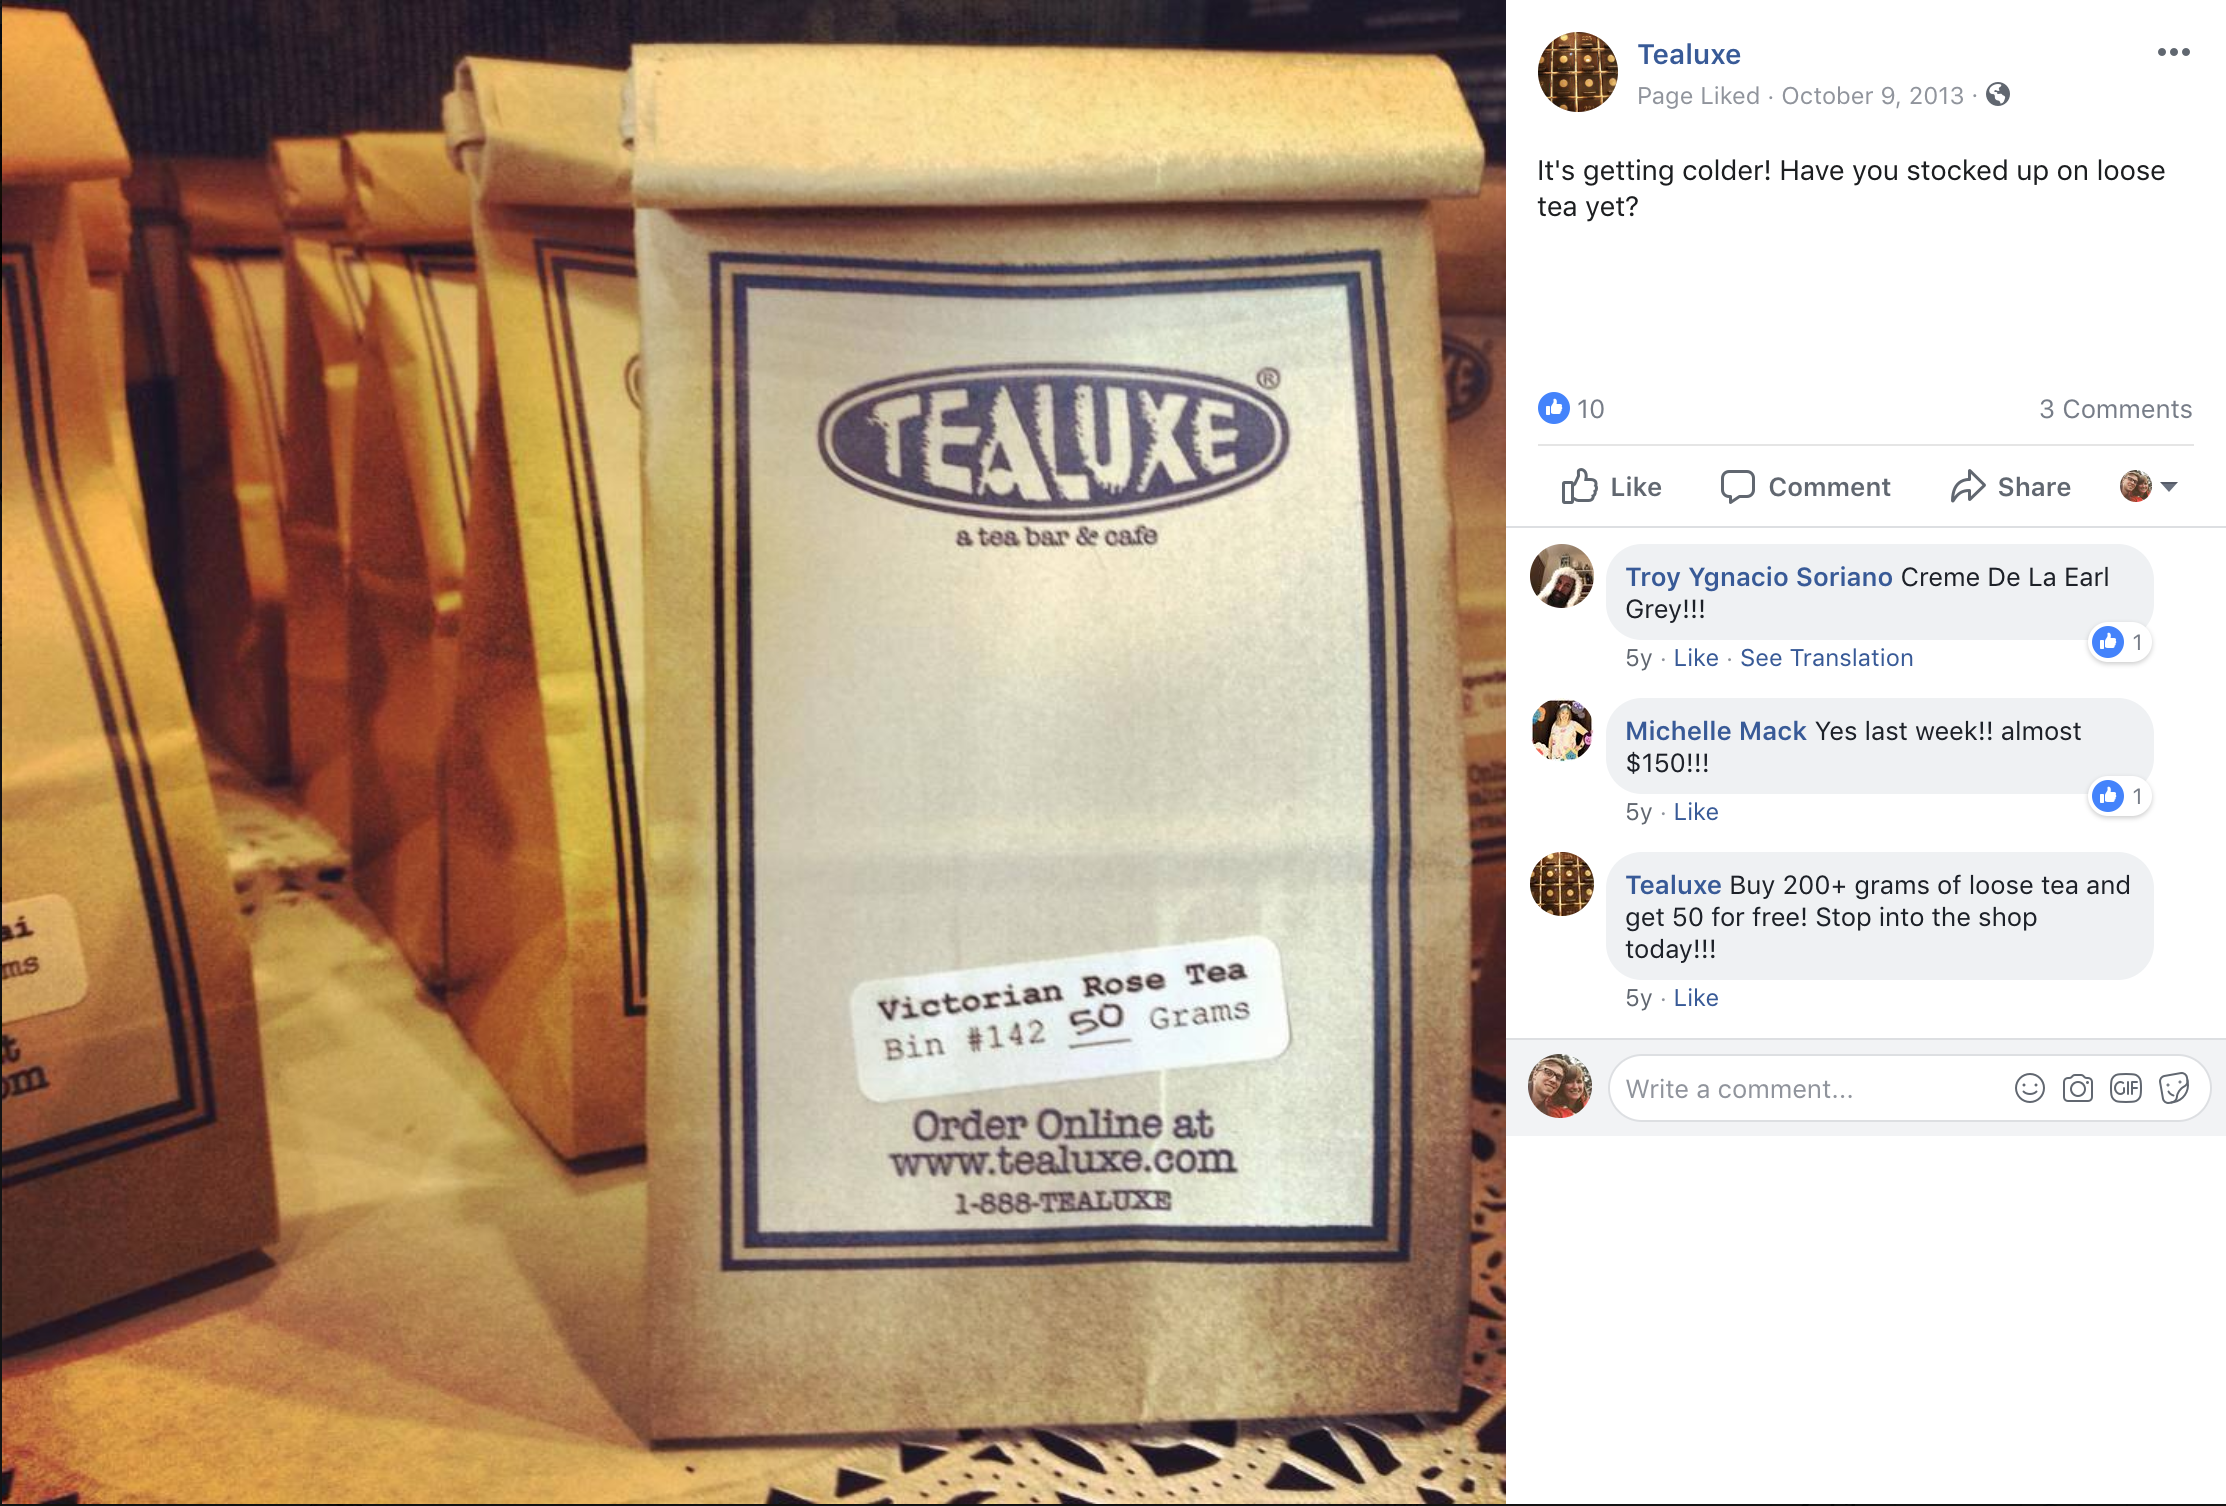 TEALUXE®
a tea bar & cafe
Victorian Rose Tea
Bin #142 50 Grams
Order Online at
www.tealuxe.com
1-888-TEALUXE
ai
ms
t
om
Tealuxe
Page Liked · October 9, 2013 ·
It's getting colder! Have you stocked up on loose
tea yet?
10
3 Comments
Like
Comment
Share
Troy Ygnacio Soriano Creme De La Earl
Grey!!!
1
5y · Like · See Translation
Michelle Mack Yes last week!! almost
$150!!!
1
5y · Like
Tealuxe Buy 200+ grams of loose tea and
get 50 for free! Stop into the shop
today!!!
5y · Like
Write a comment...
GIF